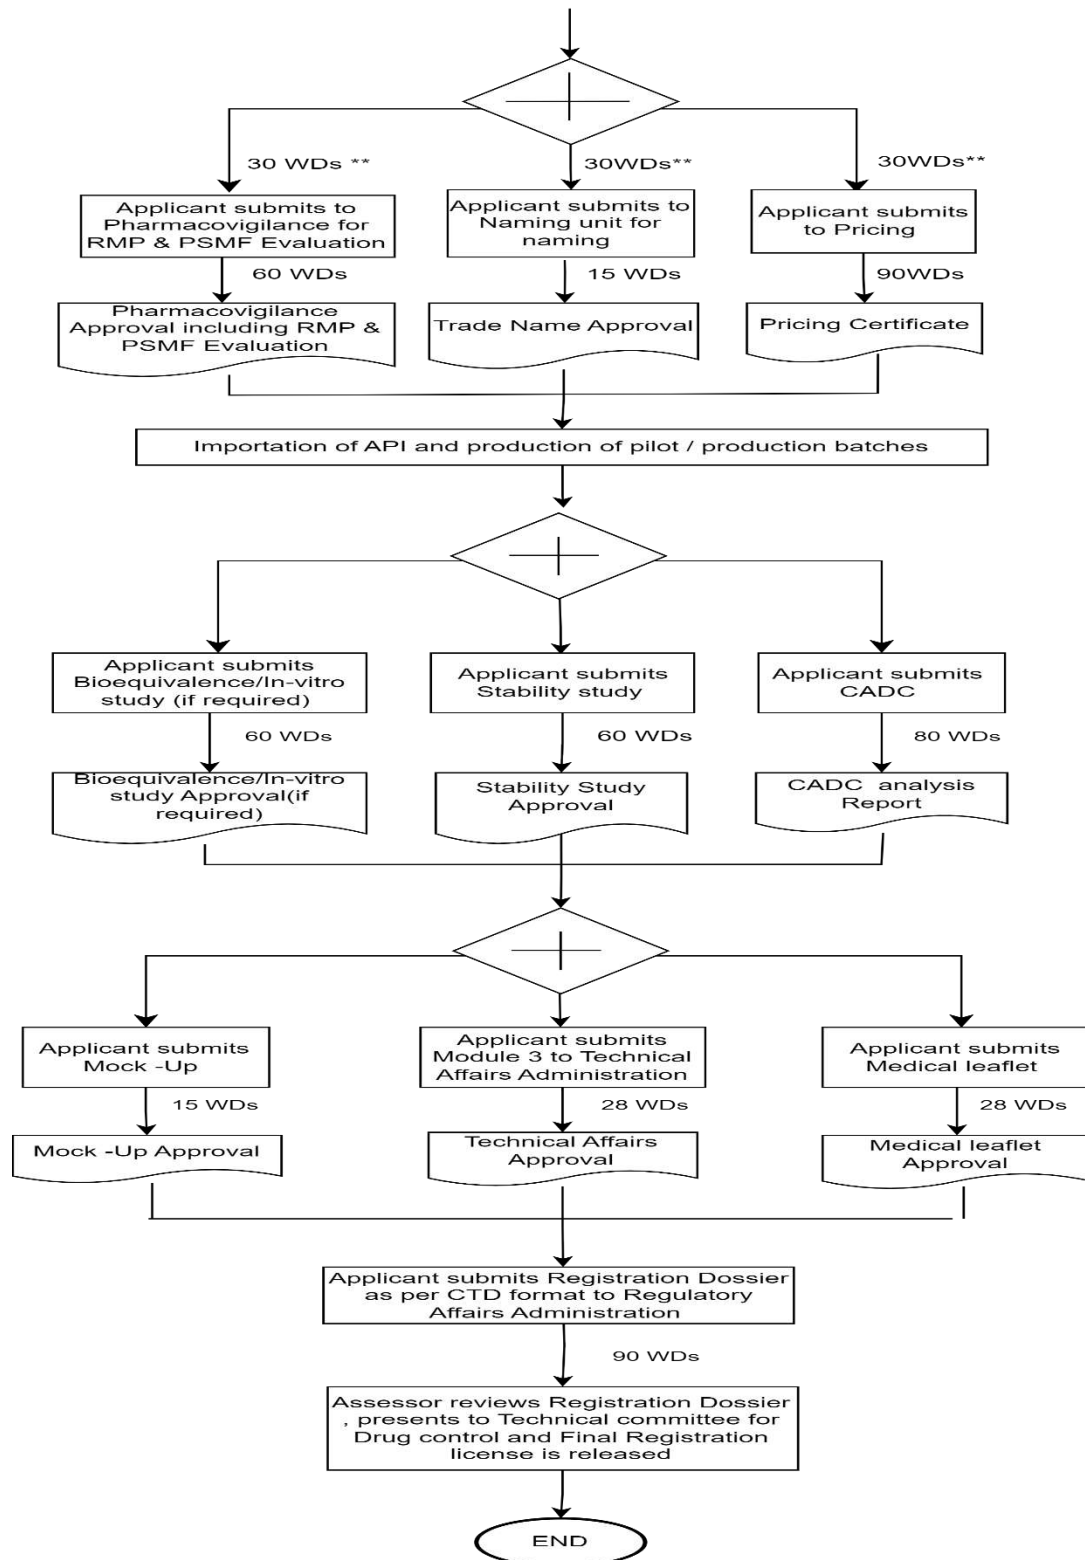 30 WDs **
30WDs**
30WDs**
Applicant submits to
Pharmacovigilance for
RMP & PSMF Evaluation
Applicant submits to
Naming unit for
naming
Applicant submits
to Pricing
60 WDs
15 WDs
90WDs
Pharmacovigilance
Approval including RMP &
PSMF Evaluation
Trade Name Approval
Pricing Certificate
Importation of API and production of pilot / production batches
Applicant submits
Bioequivalence/In-vitro
study (if required)
Applicant submits
Stability study
Applicant submits
CADC
60 WDs
60 WDs
80 WDs
Bioequivalence/In-vitro
study Approval(if
required)
Stability Study
Approval
CADC analysis
Report
Applicant submits
Mock -Up
Applicant submits
Module 3 to Technical
Affairs Administration
Applicant submits
Medical leaflet
15 WDs
28 WDs
28 WDs
Mock -Up Approval
Technical Affairs
Approval
Medical leaflet
Approval
Applicant submits Registration Dossier
as per CTD format to Regulatory
Affairs Administration
90 WDs
Assessor reviews Registration Dossier
, presents to Technical committee for
Drug control and Final Registration
license is released
END